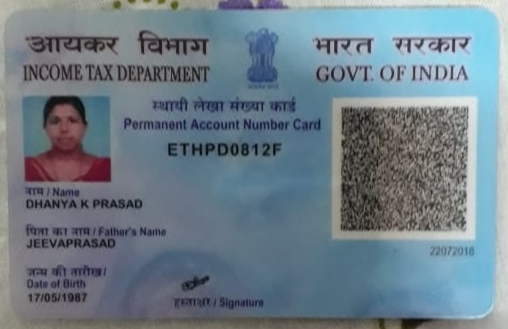 आयकर विभाग
INCOME TAX DEPARTMENT
भारत सरकार
GOVT. OF INDIA
स्थायी लेखा संख्या कार्ड
Permanent Account Number Card
ETHPD0812F
नाम / Name
DHANYA K PRASAD
पिता का नाम / Father's Name
JEEVAPRASAD
जन्म की तारीख/
Date of Birth
17/05/1987
हस्ताक्षर / Signature
22072018